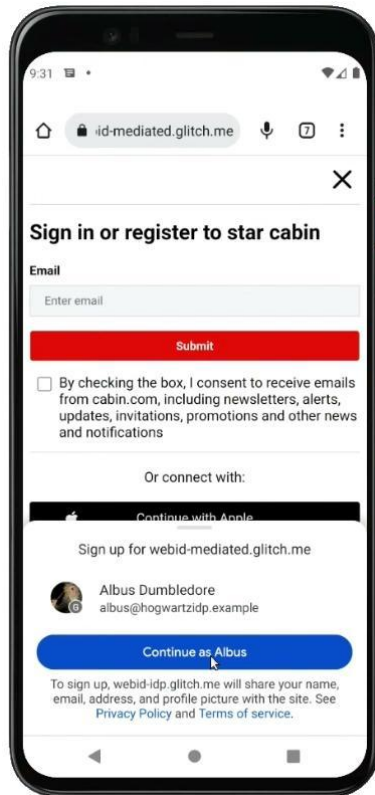 9:31
id-mediated.glitch.me
7
Sign in or register to star cabin
Email
Enter email
Submit
By checking the box, I consent to receive emails
from cabin.com, including newsletters, alerts,
updates, invitations, promotions and other news
and notifications
Or connect with:
Continue with Apple
Sign up for webid-mediated.glitch.me
Albus Dumbledore
albus@hogwartzidp.example
Continue as Albus
To sign up, webid-idp.glitch.me will share your name,
email, address, and profile picture with the site. See
Privacy Policy and Terms of service.